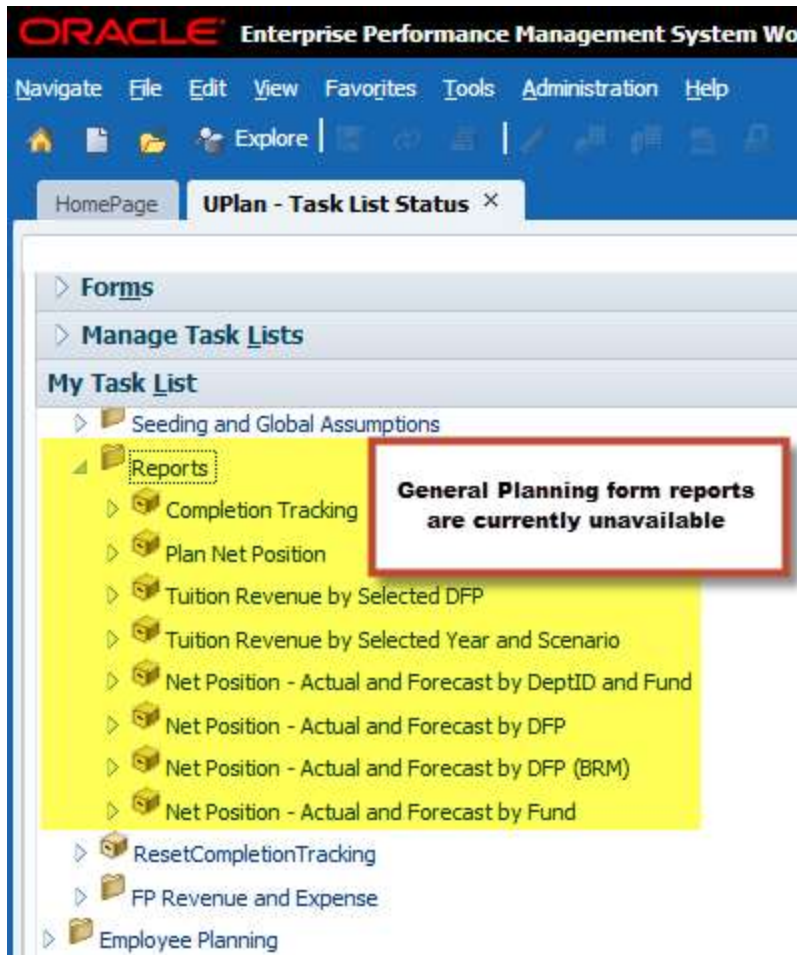 ORACLE Enterprise Performance Management System Wo
Navigate File Edit View Favorites Tools Administration Help
Explore
HomePage UPlan - Task List Status ×
Forms
Manage Task Lists
My Task List
Seeding and Global Assumptions
Reports
General Planning form reports
are currently unavailable
Completion Tracking
Plan Net Position
Tuition Revenue by Selected DFP
Tuition Revenue by Selected Year and Scenario
Net Position - Actual and Forecast by DeptID and Fund
Net Position - Actual and Forecast by DFP
Net Position - Actual and Forecast by DFP (BRM)
Net Position - Actual and Forecast by Fund
ResetCompletionTracking
FP Revenue and Expense
Employee Planning